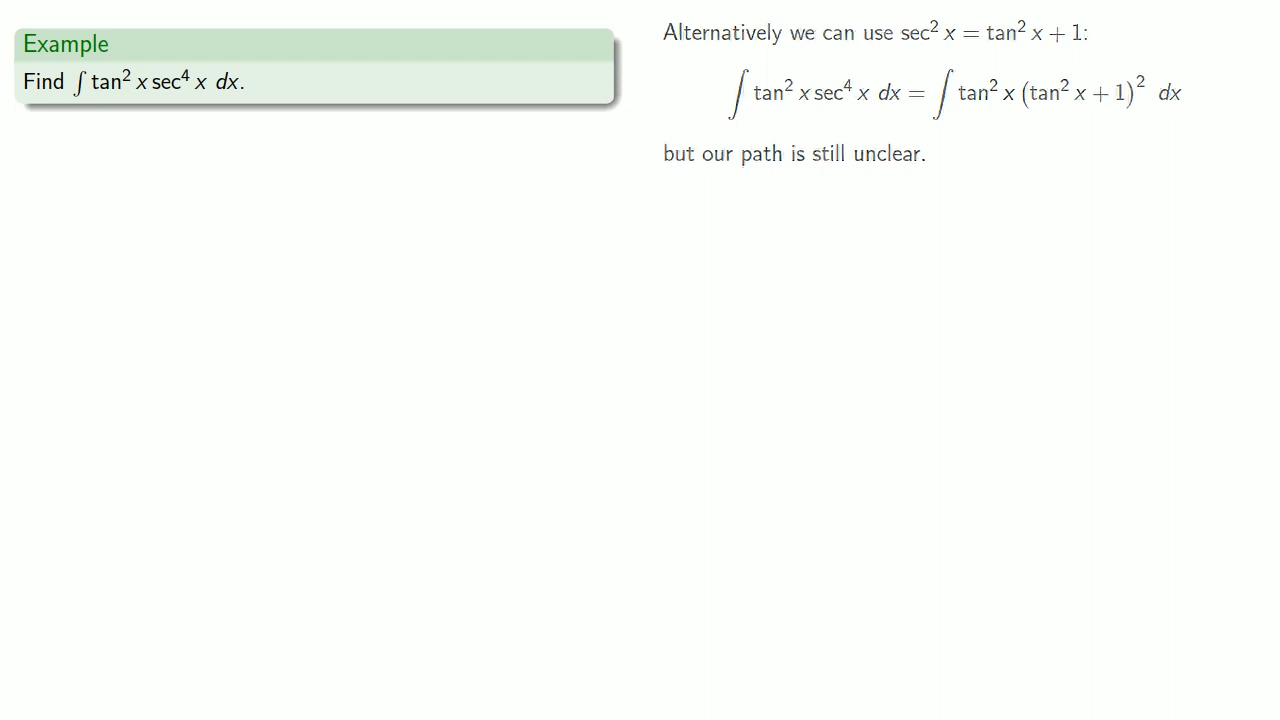 Example
Find ∫ tan² x sec⁴ x dx.
Alternatively we can use sec² x = tan² x + 1:
∫ tan² x sec⁴ x dx = ∫ tan² x (tan² x + 1)² dx
but our path is still unclear.